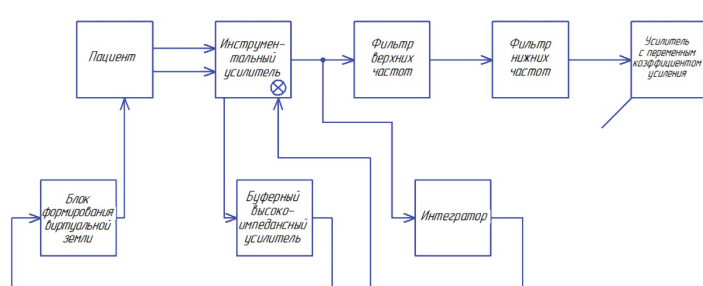 Пациент
Инструмен-
тальный
усилитель
Фильтр
верхних
частот
Фильтр
нижних
частот
Усилитель
с переменным
коэффициентом
усиления
Блок
формирования
виртуальной
земли
Буферный
высоко-
импедансный
усилитель
Интегратор